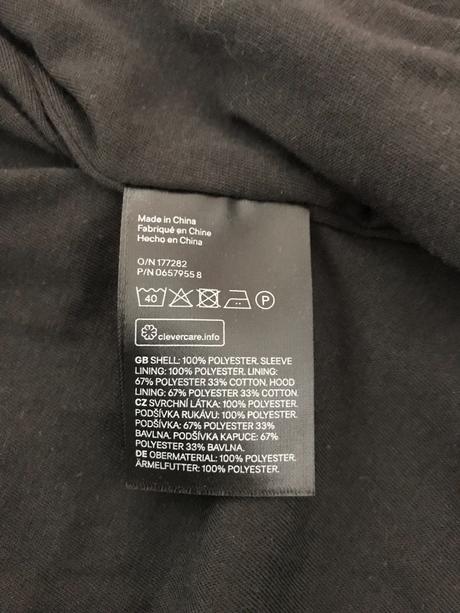 Made in China
Fabriqué en Chine
Hecho en China
O/N 177282
P/N 0657955 8
40 P
clevercare.info
GB SHELL: 100% POLYESTER. SLEEVE
LINING: 100% POLYESTER. LINING:
67% POLYESTER 33% COTTON. HOOD
LINING: 67% POLYESTER 33% COTTON.
CZ SVRCHNÍ LÁTKA: 100% POLYESTER.
PODŠÍVKA RUKÁVU: 100% POLYESTER.
PODŠÍVKA: 67% POLYESTER 33%
BAVLNA. PODŠÍVKA KAPUCE: 67%
POLYESTER 33% BAVLNA.
DE OBERMATERIAL: 100% POLYESTER.
ÄRMELFUTTER: 100% POLYESTER.